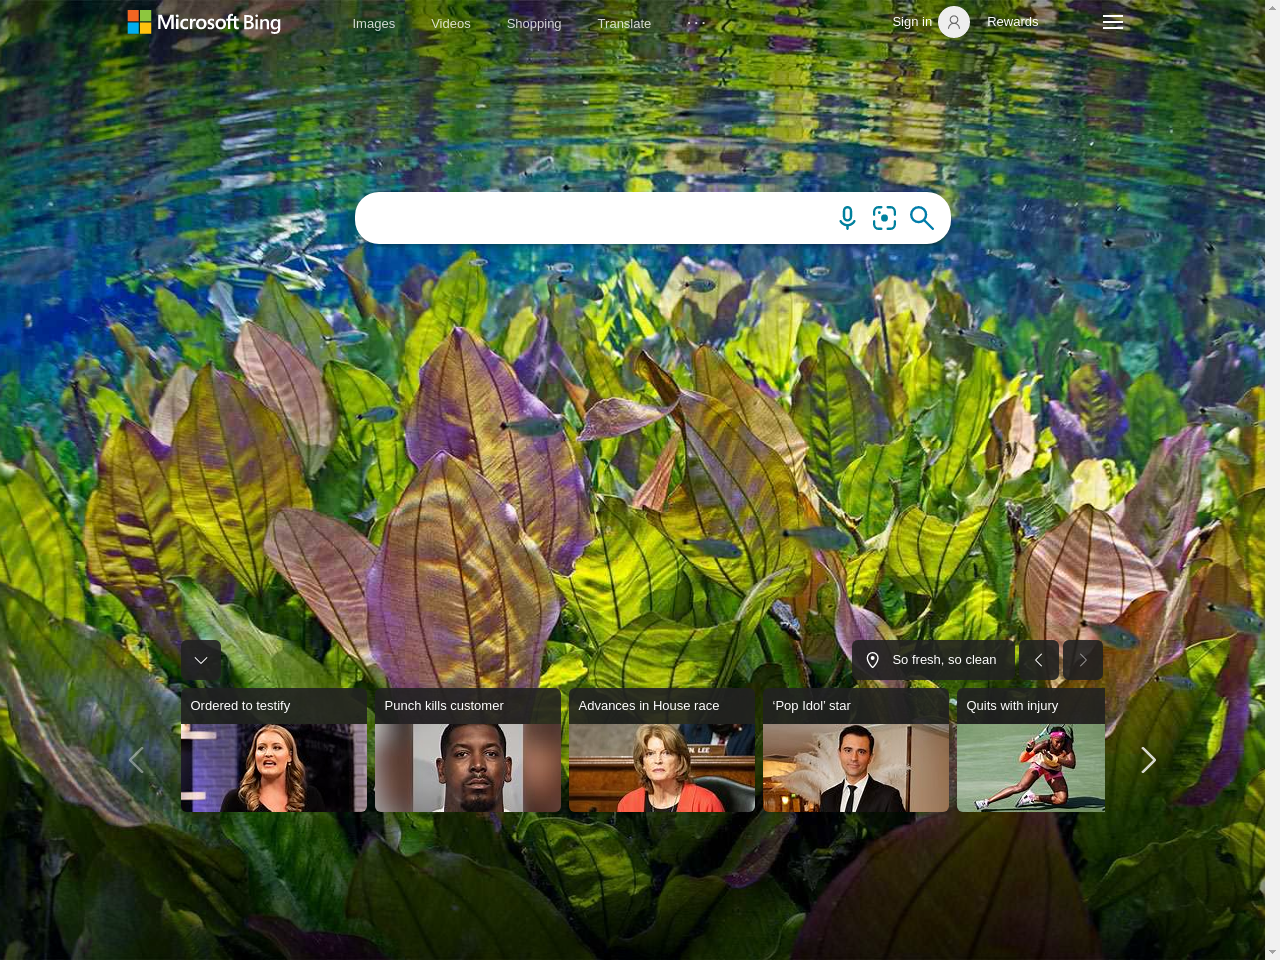 Microsoft Bing
Images
Videos
Shopping
Translate
Sign in
Rewards
So fresh, so clean
Ordered to testify
Punch kills customer
Advances in House race
‘Pop Idol’ star
Quits with injury